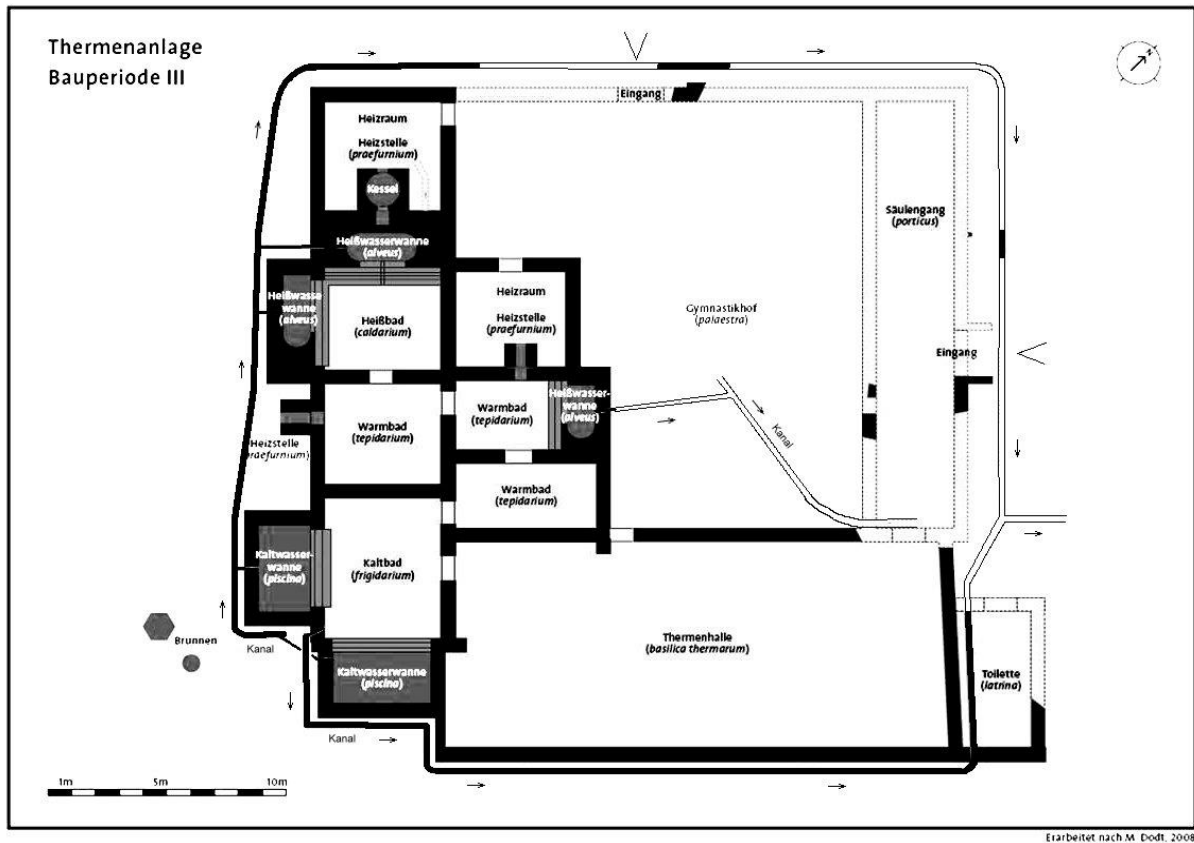 Thermenanlage
Bauperiode III
N
Eingang
Heizraum
Heizstelle
(praefurnium)
Kessel
Säulengang
(porticus)
Heißwasserwanne
(alveus)
Heißwasse
wanne
(alveus)
Heißbad
(caldarium)
Heizraum
Heizstelle
(praefurnium)
Gymnastikhof
(palaestra)
Eingang
Warmbad
(tepidarium)
Warmbad
(tepidarium)
Heißwasser-
wanne
(alveus)
Kanal
Heizstelle
praefurnium)
Warmbad
(tepidarium)
Kaltwasser-
wanne
(piscina)
Kaltbad
(frigidarium)
Thermenhalle
(basilica thermarum)
Brunnen
Kanal
Kaltwasserwanne
(piscina)
Toilette
(latrina)
Kanal
1m 5m 10m
Erarbeitet nach M. Dodt, 2008